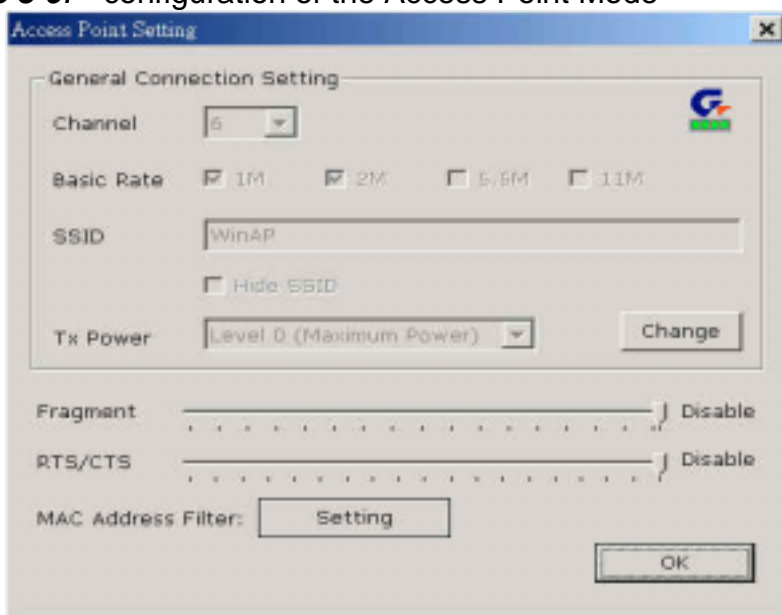 configuration of the Access Point Mode
Access Point Setting
General Connection Setting
Channel 6
Basic Rate 1M 2M 5.5M 11M
SSID WinAP
Hide SSID
Tx Power Level 0 (Maximum Power) Change
Fragment Disable
RTS/CTS Disable
MAC Address Filter: Setting
OK